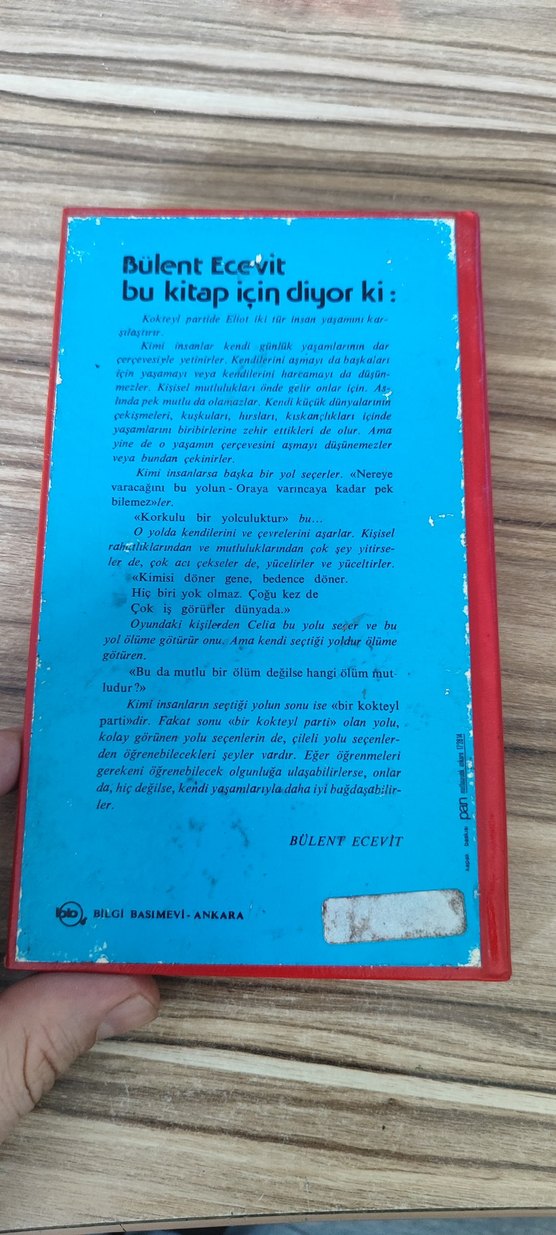 Bülent Ecevit
bu kitap için diyor ki :
Kokteyl partide Eliot iki tür insan yaşamını kar-
şılaştırır.
Kimi insanlar kendi günlük yaşamlarının dar
çerçevesiyle yetinirler. Kendilerini aşmayı da başkaları
için yaşamayı veya kendilerini harcamayı da düşün-
mezler. Kişisel mutlulukları önde gelir onlar için. As-
lında pek mutlu da olamazlar. Kendi küçük dünyalarının
çekişmeleri, kuşkuları, hırsları, kıskançlıkları içinde
yaşamlarını biribirlerine zehir ettikleri de olur. Ama
yine de o yaşamın çerçevesini aşmayı düşünemezler
veya bundan çekinirler.
Kimi insanlarsa başka bir yol seçerler. «Nereye
varacağını bu yolun - Oraya varıncaya kadar pek
bilemez»ler.
«Korkulu bir yolculuktur» bu...
O yolda kendilerini ve çevrelerini aşarlar. Kişisel
rahatlıklarından ve mutluluklarından çok şey yitirse-
ler de, çok acı çekseler de, yücelirler ve yüceltirler.
«Kimisi döner gene, bedence döner.
Hiç biri yok olmaz. Çoğu kez de
Çok iş görürler dünyada.»
Oyundaki kişilerden Celia bu yolu seçer ve bu
yol ölüme götürür onu. Ama kendi seçtiği yoldur ölüme
götüren.
«Bu da mutlu bir ölüm değilse hangi ölüm mut-
ludur?»
Kimi insanların seçtiği yolun sonu ise «bir kokteyl
parti»dir. Fakat sonu «bir kokteyl parti» olan yolu,
kolay görünen yolu seçenlerin de, çileli yolu seçenler-
den öğrenebilecekleri şeyler vardır. Eğer öğrenmeleri
gerekeni öğrenebilecek olgunluğa ulaşabilirlerse, onlar
da, hiç değilse, kendi yaşamlarıyla daha iyi bağdaşabilir-
ler.
BÜLENT ECEVİT
BİLGİ BASIMEVİ - ANKARA
kapak baskısı pan